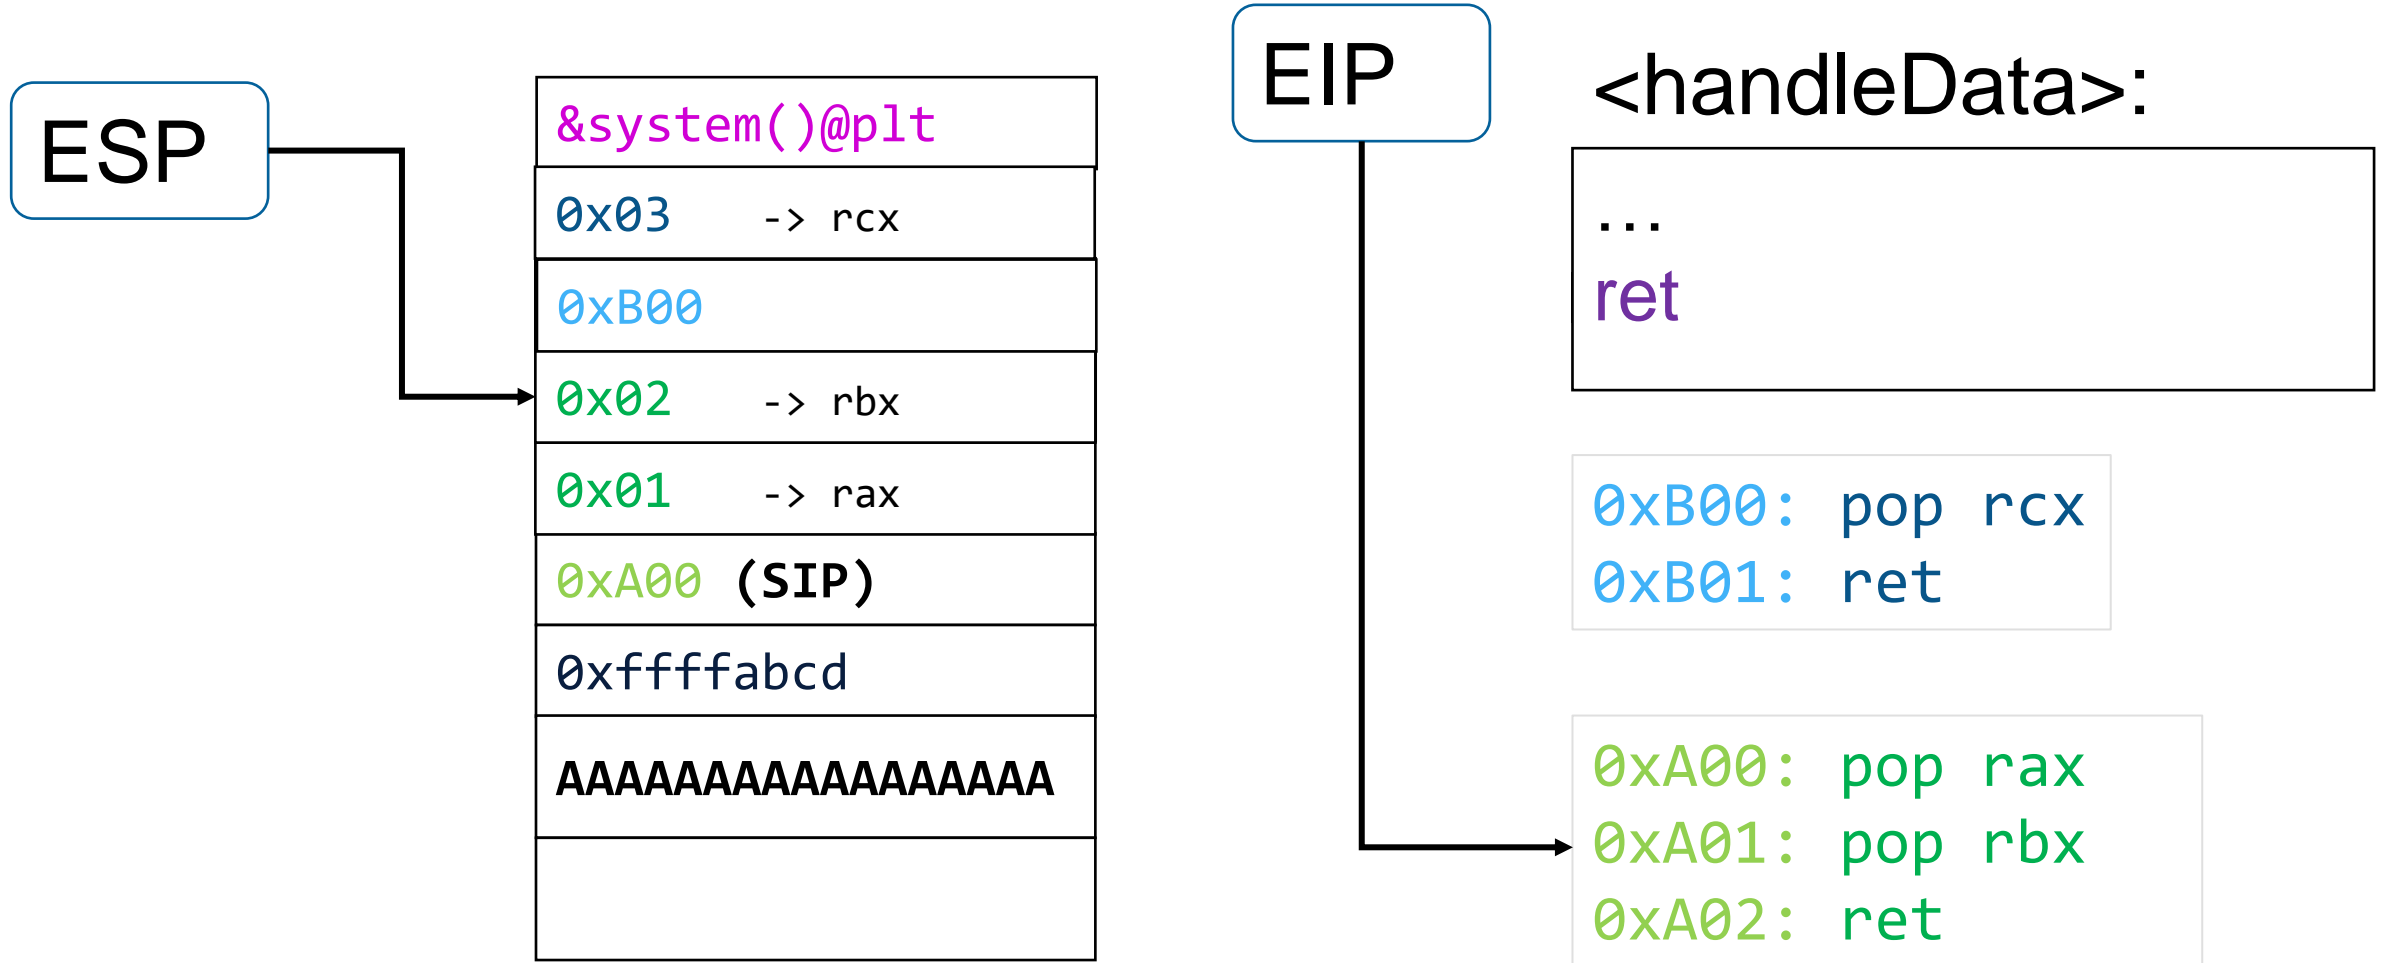 ESP
&system()@plt
0x03 -> rcx
0xB00
0x02 -> rbx
0x01 -> rax
0xA00 (SIP)
0xffffabcd
AAAAAAAAAAAAAAAAA
EIP
<handleData>:
...
ret
0xB00: pop rcx
0xB01: ret
0xA00: pop rax
0xA01: pop rbx
0xA02: ret